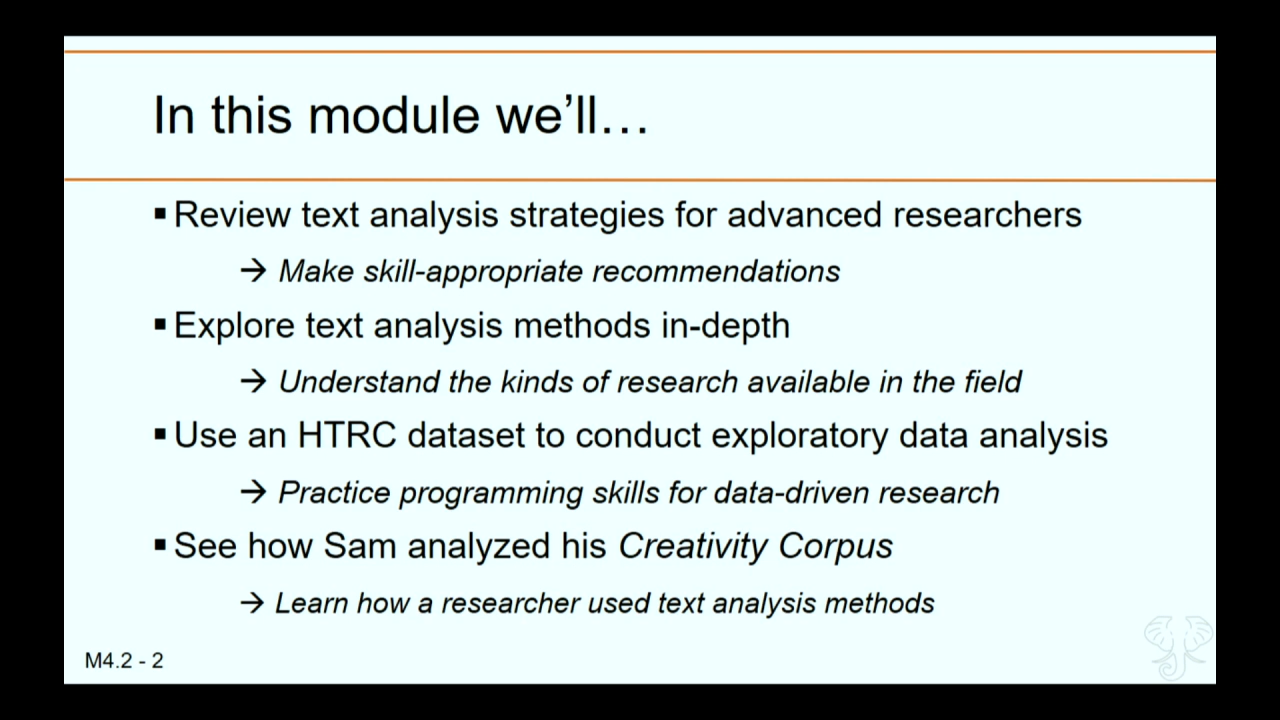 In this module we’ll…
▪ Review text analysis strategies for advanced researchers
→ Make skill-appropriate recommendations
▪ Explore text analysis methods in-depth
→ Understand the kinds of research available in the field
▪ Use an HTRC dataset to conduct exploratory data analysis
→ Practice programming skills for data-driven research
▪ See how Sam analyzed his Creativity Corpus
→ Learn how a researcher used text analysis methods
M4.2 - 2